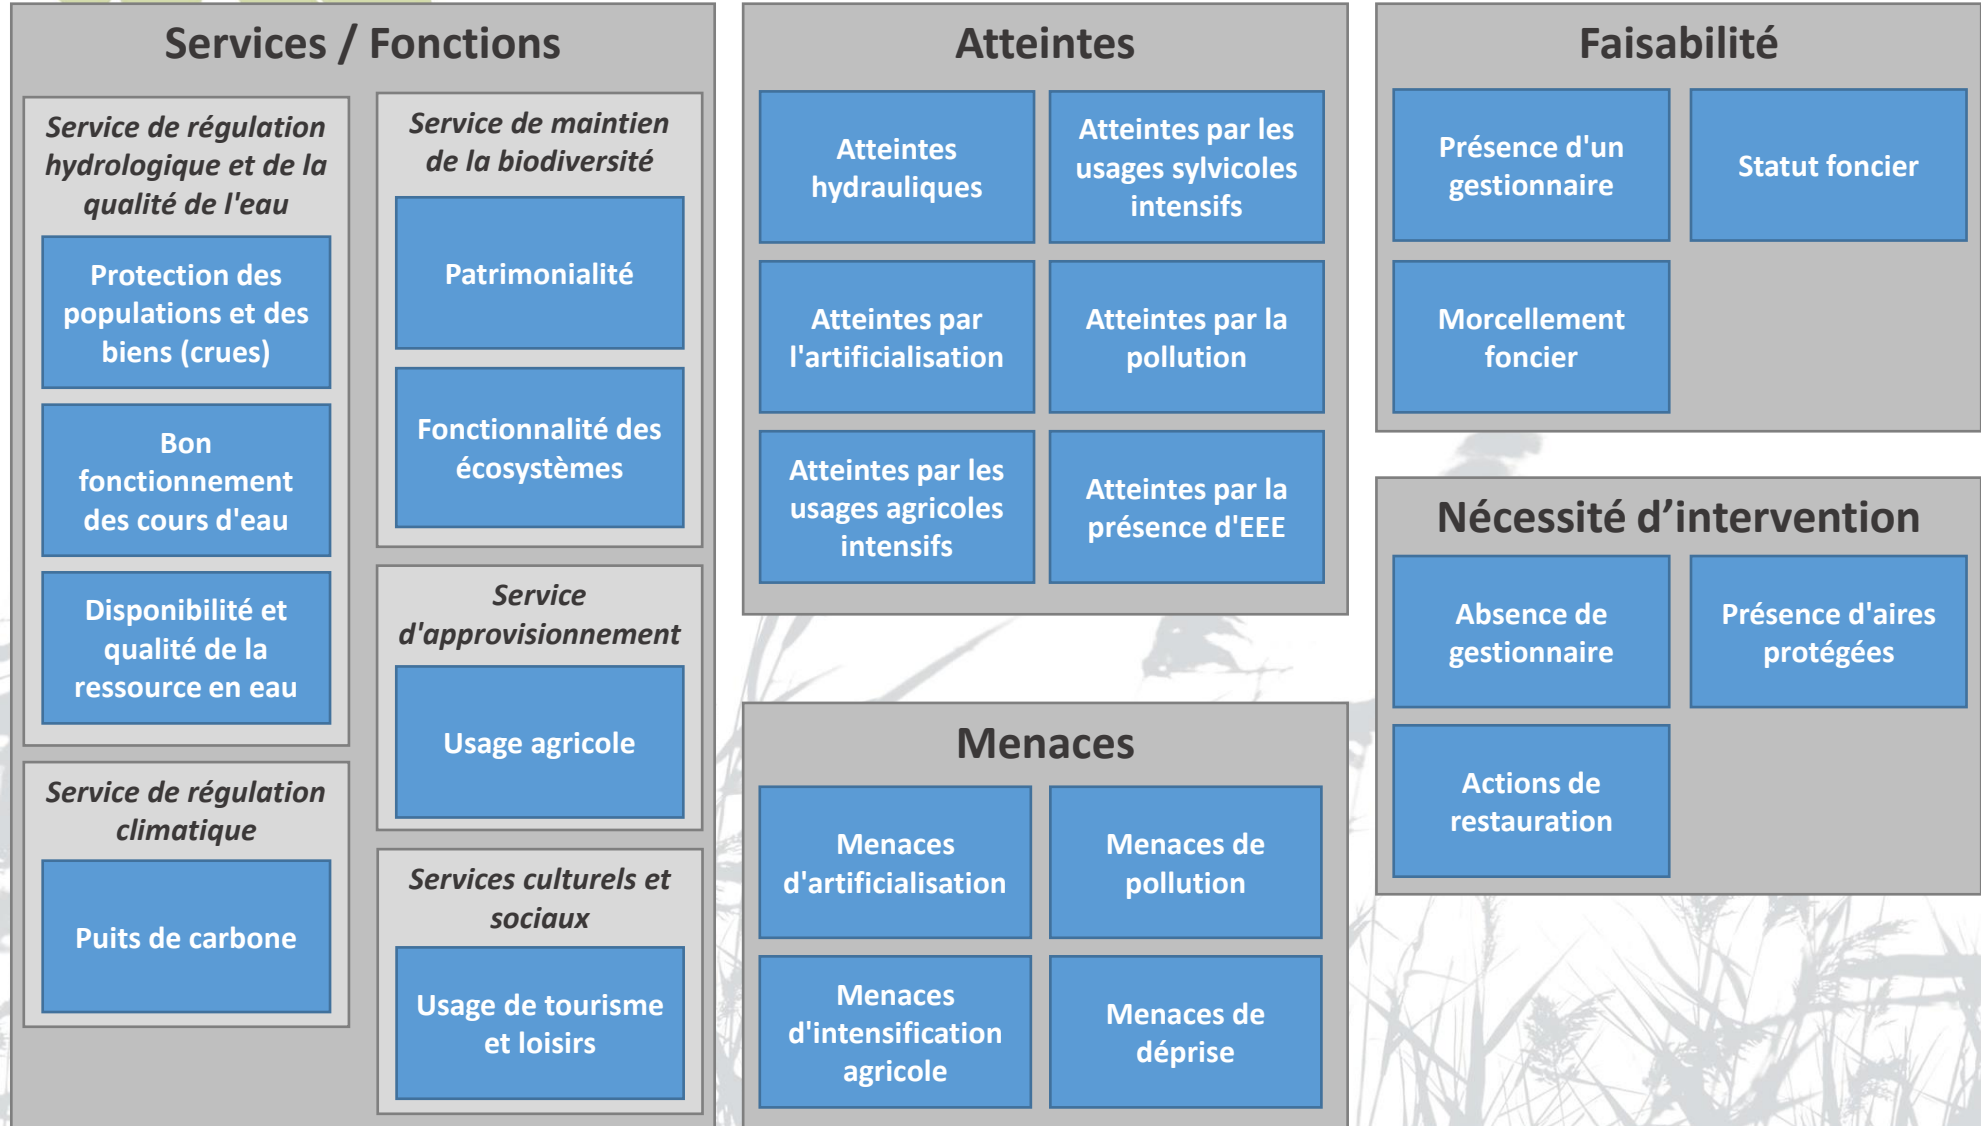 Services / Fonctions
Service de régulation
hydrologique et de la
qualité de l'eau
Protection des
populations et des
biens (crues)
Bon
fonctionnement
des cours d'eau
Disponibilité et
qualité de la
ressource en eau
Service de régulation
climatique
Puits de carbone
Service de maintien
de la biodiversité
Patrimonialité
Fonctionnalité des
écosystèmes
Service
d'approvisionnement
Usage agricole
Services culturels et
sociaux
Usage de tourisme
et loisirs
Atteintes
Atteintes
hydrauliques
Atteintes par les
usages sylvicoles
intensifs
Atteintes par
l'artificialisation
Atteintes par la
pollution
Atteintes par les
usages agricoles
intensifs
Atteintes par la
présence d'EEE
Menaces
Menaces
d'artificialisation
Menaces de
pollution
Menaces
d'intensification
agricole
Menaces de
déprise
Faisabilité
Présence d'un
gestionnaire
Statut foncier
Morcellement
foncier
Nécessité d’intervention
Absence de
gestionnaire
Présence d'aires
protégées
Actions de
restauration